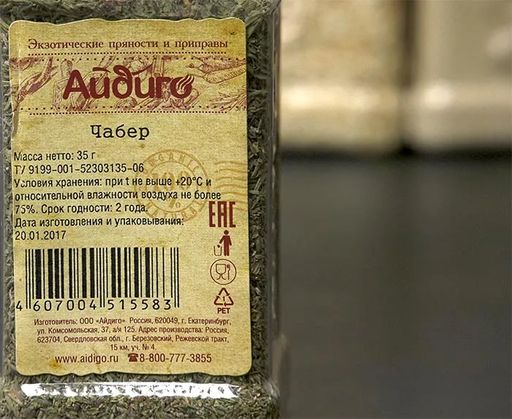 Экзотические пряности и приправы
Айдиго
Чабер
Масса нетто: 35 г
ТУ 9199-001-52303135-06
Условия хранения: при t не выше +20°С и
относительной влажности воздуха не более
75%. Срок годности: 2 года.
Дата изготовления и упаковывания:
20.01.2017
ЕАС
4 607004 515583
PET
Изготовитель: ООО «Айдиго» Россия, 620049, г. Екатеринбург,
ул. Комсомольская, 37, а/я 125. Адрес производства: Россия,
623704, Свердловская обл., г. Березовский, Режевской тракт,
15 км, уч. № 4.
www.aidigo.ru ☎8-800-777-3855